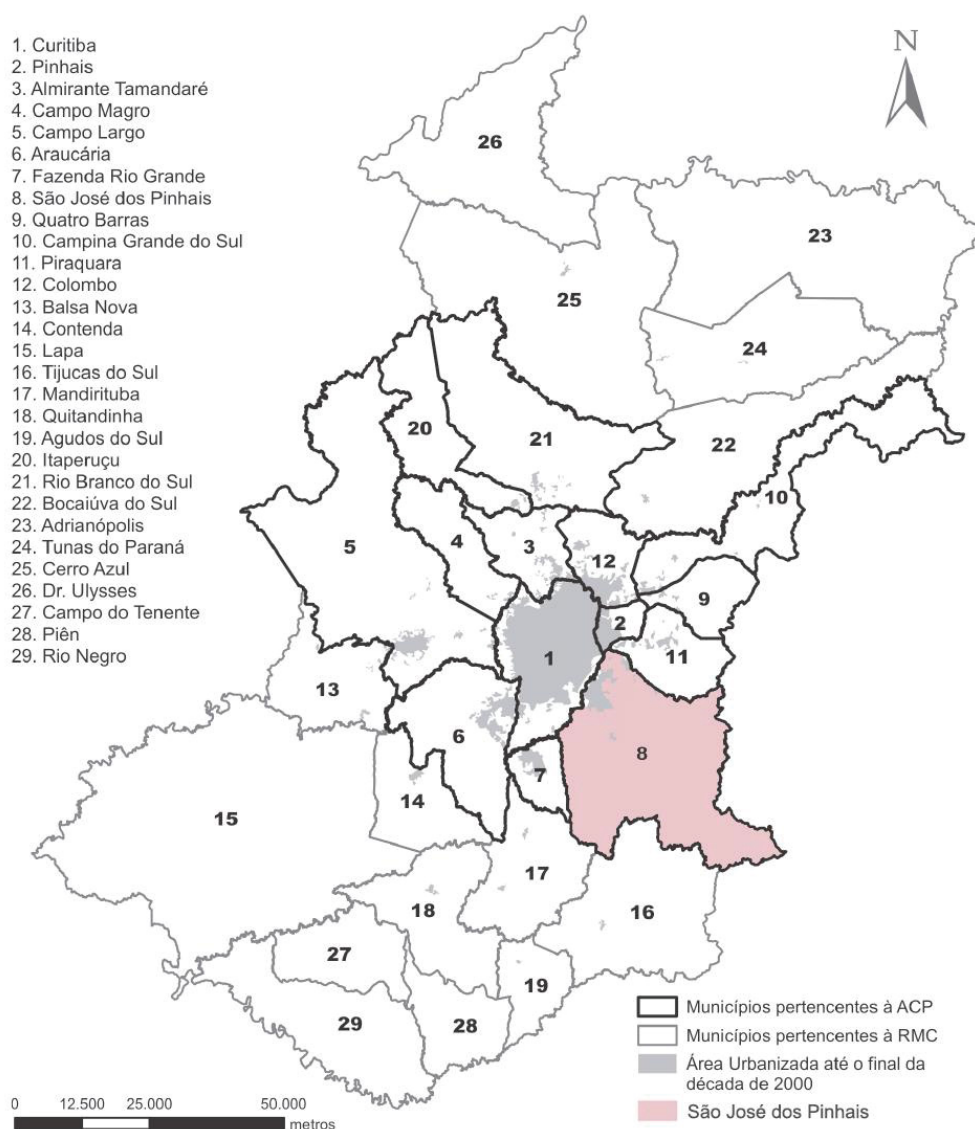 1. Curitiba
2. Pinhais
3. Almirante Tamandaré
4. Campo Magro
5. Campo Largo
6. Araucária
7. Fazenda Rio Grande
8. São José dos Pinhais
9. Quatro Barras
10. Campina Grande do Sul
11. Piraquara
12. Colombo
13. Balsa Nova
14. Contenda
15. Lapa
16. Tijucas do Sul
17. Mandirituba
18. Quitandinha
19. Agudos do Sul
20. Itaperuçu
21. Rio Branco do Sul
22. Bocaiúva do Sul
23. Adrianópolis
24. Tunas do Paraná
25. Cerro Azul
26. Dr. Ulysses
27. Campo do Tenente
28. Piên
29. Rio Negro
N
26
23
25
24
20
21
22
10
5
4
3
12
9
2
1
11
13
6
8
7
14
15
17
18
16
27
19
29
28
Municípios pertencentes à ACP
Municípios pertencentes à RMC
Área Urbanizada até o final da
década de 2000
São José dos Pinhais
0 12.500 25.000 50.000
metros